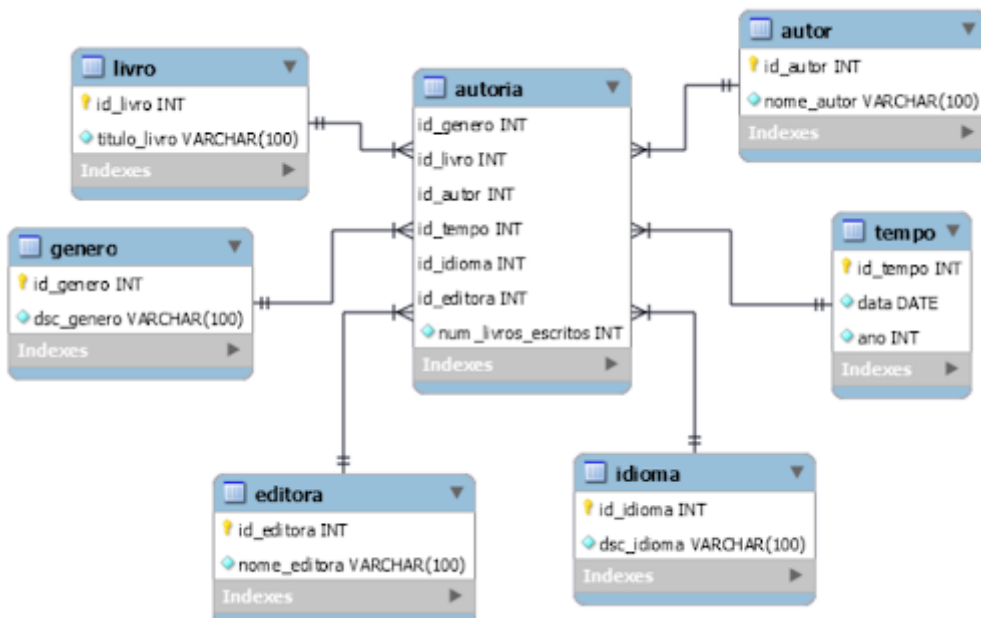 livro
id_livro INT
titulo_livro VARCHAR(100)
Indexes
autoria
id_genero INT
id_livro INT
id_autor INT
id_tempo INT
id_idioma INT
id_editora INT
num_livros_escritos INT
Indexes
autor
id_autor INT
nome_autor VARCHAR(100)
Indexes
genero
id_genero INT
dsc_genero VARCHAR(100)
Indexes
tempo
id_tempo INT
data DATE
ano INT
Indexes
editora
id_editora INT
nome_editora VARCHAR(100)
Indexes
idioma
id_idioma INT
dsc_idioma VARCHAR(100)
Indexes